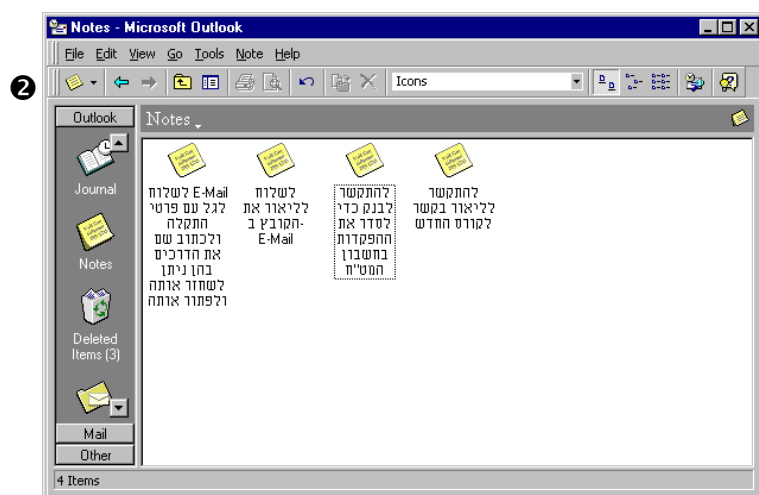 Notes - Microsoft Outlook
File Edit View Go Tools Note Help
❷
Icons
Outlook
Notes
Journal
Notes
Deleted
Items (3)
Mail
Other
לשלוח E-Mail
לגל עם פרטי
התקלה
ולכתוב שם
את הדרכים
בהן ניתן
לשחזר אותה
ולפתור אותה
לשלוח
לליאור את
הקובץ ב-
E-Mail
להתקשר
לבנק כדי
לסדר את
ההפקדות
בחשבון
המט"ח
להתקשר
לליאור בקשר
לקורס החדש
4 Items